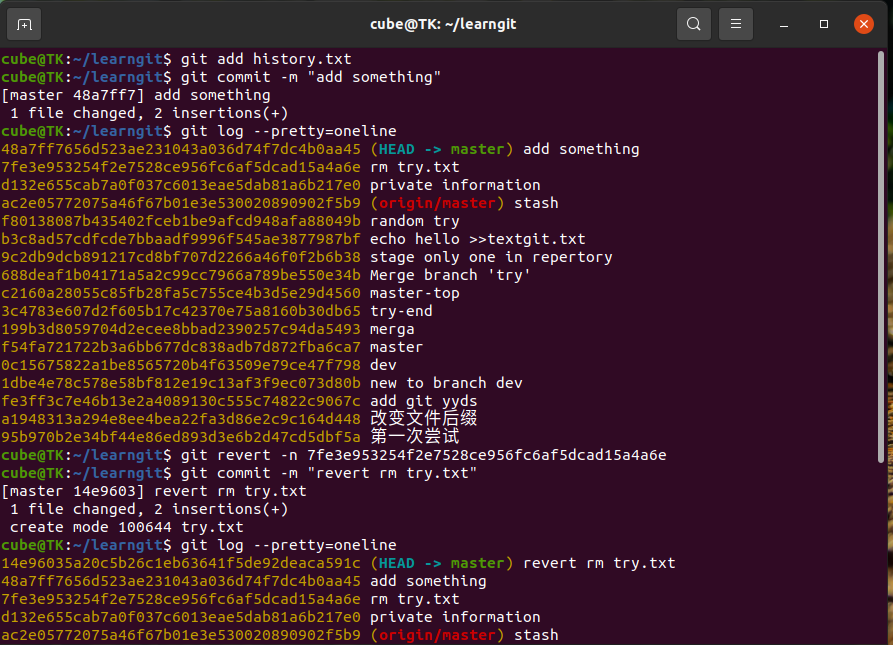 cube@TK: ~/learngit
cube@TK:~/learngit$ git add history.txt
cube@TK:~/learngit$ git commit -m "add something"
[master 48a7ff7] add something
 1 file changed, 2 insertions(+)
cube@TK:~/learngit$ git log --pretty=oneline
48a7ff7656d523ae231043a036d74f7dc4b0aa45 (HEAD -> master) add something
7fe3e953254f2e7528ce956fc6af5dcad15a4a6e rm try.txt
d132e655cab7a0f037c6013eae5dab81a6b217e0 private information
ac2e05772075a46f67b01e3e530020890902f5b9 (origin/master) stash
f80138087b435402fceb1be9afcd948afa88049b random try
b3c8ad57cdfcde7bbaadf9996f545ae3877987bf echo hello >>textgit.txt
9c2db9dcb891217cd8bf707d2266a46f0f2b6b38 stage only one in repertory
688deaf1b04171a5a2c99cc7966a789be550e34b Merge branch 'try'
c2160a28055c85fb28fa5c755ce4b3d5e29d4560 master-top
3c4783e607d2f605b17c42370e75a8160b30db65 try-end
199b3d8059704d2ecee8bbad2390257c94da5493 merga
f54fa721722b3a6bb677dc838adb7d872fba6ca7 master
0c15675822a1be8565720b4f63509e79ce47f798 dev
1dbe4e78c578e58bf812e19c13af3f9ec073d80b new to branch dev
fe3ff3c7e46b13e2a4089130c555c74822c9067c add git yyds
a1948313a294e8ee4bea22fa3d86e2c9c164d448 改变文件后缀
95b970b2e34bf44e86ed893d3e6b2d47cd5dbf5a 第一次尝试
cube@TK:~/learngit$ git revert -n 7fe3e953254f2e7528ce956fc6af5dcad15a4a6e
cube@TK:~/learngit$ git commit -m "revert rm try.txt"
[master 14e9603] revert rm try.txt
 1 file changed, 2 insertions(+)
 create mode 100644 try.txt
cube@TK:~/learngit$ git log --pretty=oneline
14e96035a20c5b26c1eb63641f5de92deaca591c (HEAD -> master) revert rm try.txt
48a7ff7656d523ae231043a036d74f7dc4b0aa45 add something
7fe3e953254f2e7528ce956fc6af5dcad15a4a6e rm try.txt
d132e655cab7a0f037c6013eae5dab81a6b217e0 private information
ac2e05772075a46f67b01e3e530020890902f5b9 (origin/master) stash